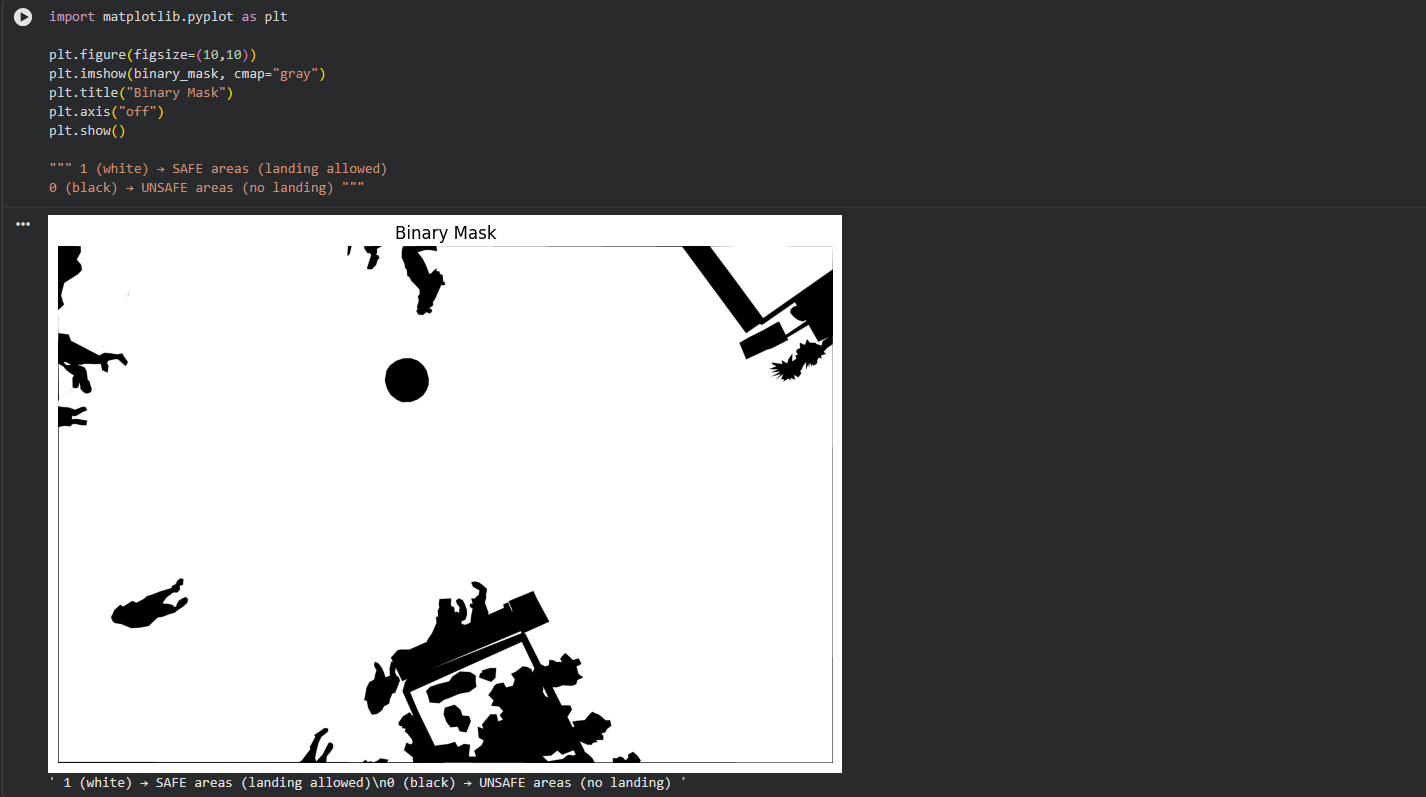 import matplotlib.pyplot as plt
plt.figure(figsize=(10,10))
plt.imshow(binary_mask, cmap="gray")
plt.title("Binary Mask")
plt.axis("off")
plt.show()
""" 1 (white) → SAFE areas (landing allowed)
0 (black) → UNSAFE areas (no landing) """
Binary Mask
' 1 (white) → SAFE areas (landing allowed)\n0 (black) → UNSAFE areas (no landing) '